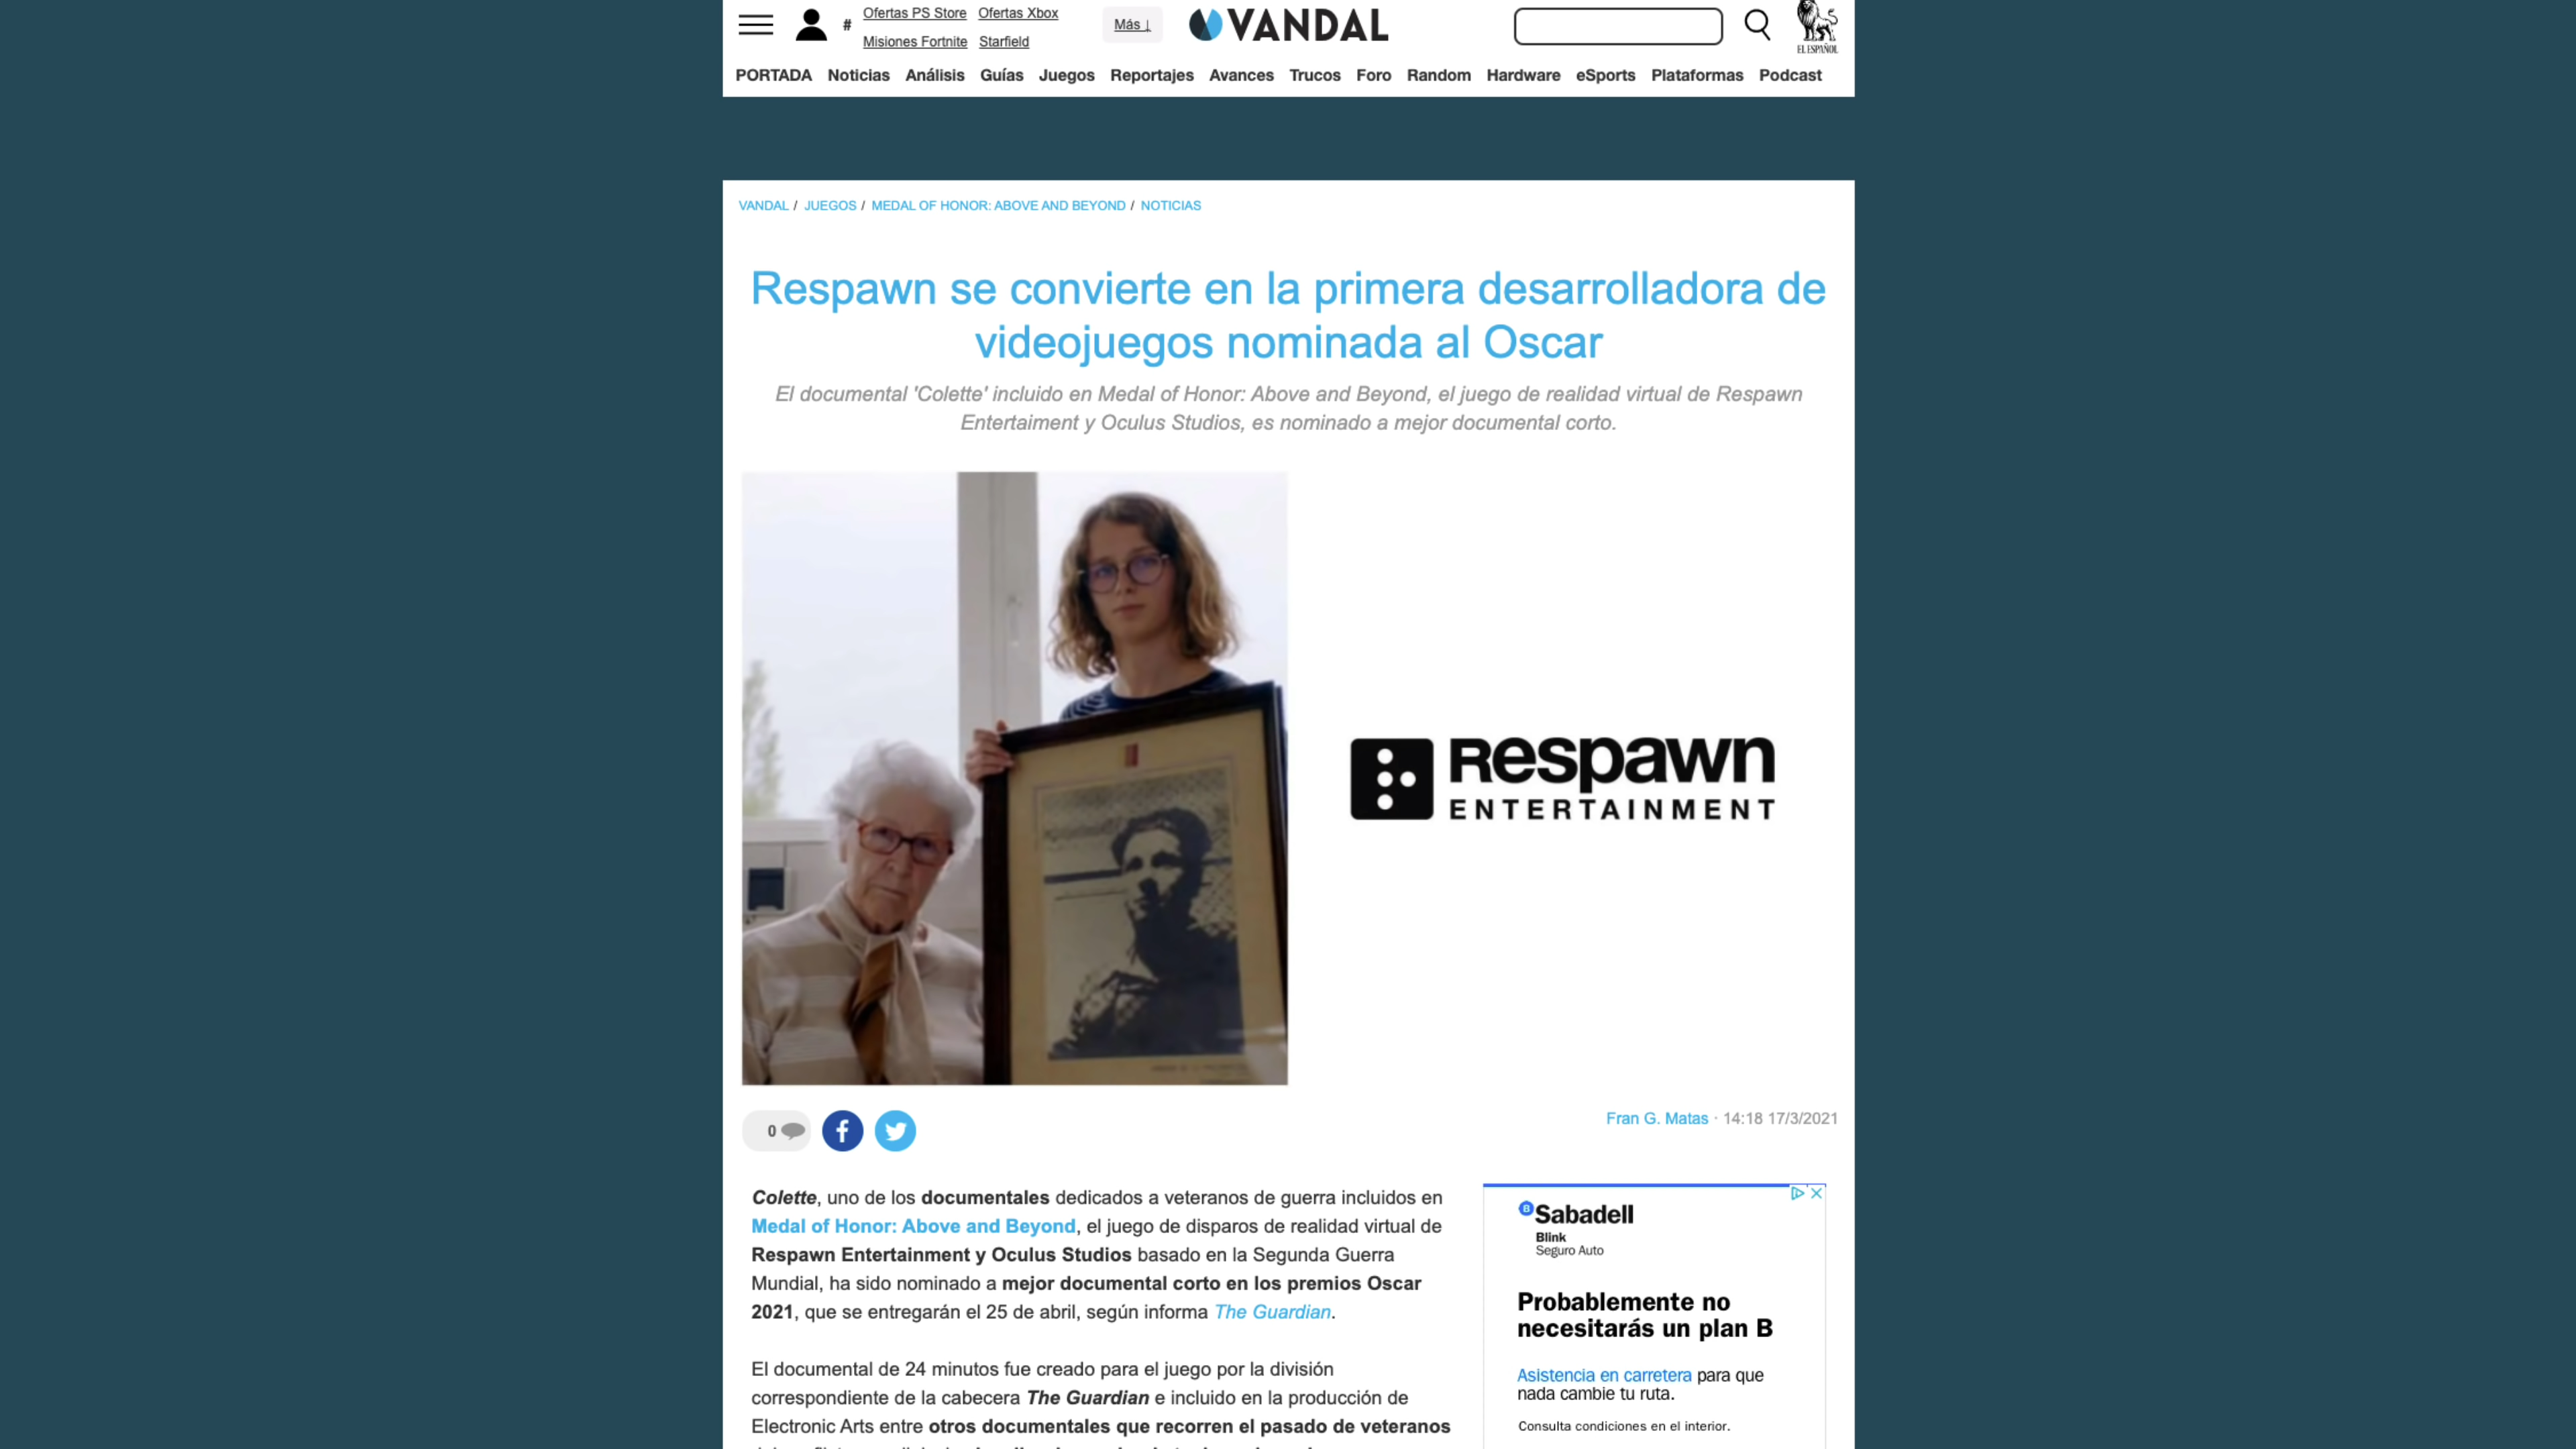 #
Ofertas PS Store Ofertas Xbox
Misiones Fortnite Starfield
Más ↓
VANDAL
EL ESPAÑOL
PORTADA Noticias Análisis Guías Juegos Reportajes Avances Trucos Foro Random Hardware eSports Plataformas Podcast
VANDAL / JUEGOS / MEDAL OF HONOR: ABOVE AND BEYOND / NOTICIAS
Respawn se convierte en la primera desarrolladora de
videojuegos nominada al Oscar
El documental 'Colette' incluido en Medal of Honor: Above and Beyond, el juego de realidad virtual de Respawn
Entertaiment y Oculus Studios, es nominado a mejor documental corto.
Respawn
ENTERTAINMENT
0
Fran G. Matas · 14:18 17/3/2021
Colette, uno de los documentales dedicados a veteranos de guerra incluidos en
Medal of Honor: Above and Beyond, el juego de disparos de realidad virtual de
Respawn Entertainment y Oculus Studios basado en la Segunda Guerra
Mundial, ha sido nominado a mejor documental corto en los premios Oscar
2021, que se entregarán el 25 de abril, según informa The Guardian.
El documental de 24 minutos fue creado para el juego por la división
correspondiente de la cabecera The Guardian e incluido en la producción de
Electronic Arts entre otros documentales que recorren el pasado de veteranos
B Sabadell
Blink
Seguro Auto
Probablemente no
necesitarás un plan B
Asistencia en carretera para que
nada cambie tu ruta.
Consulta condiciones en el interior.